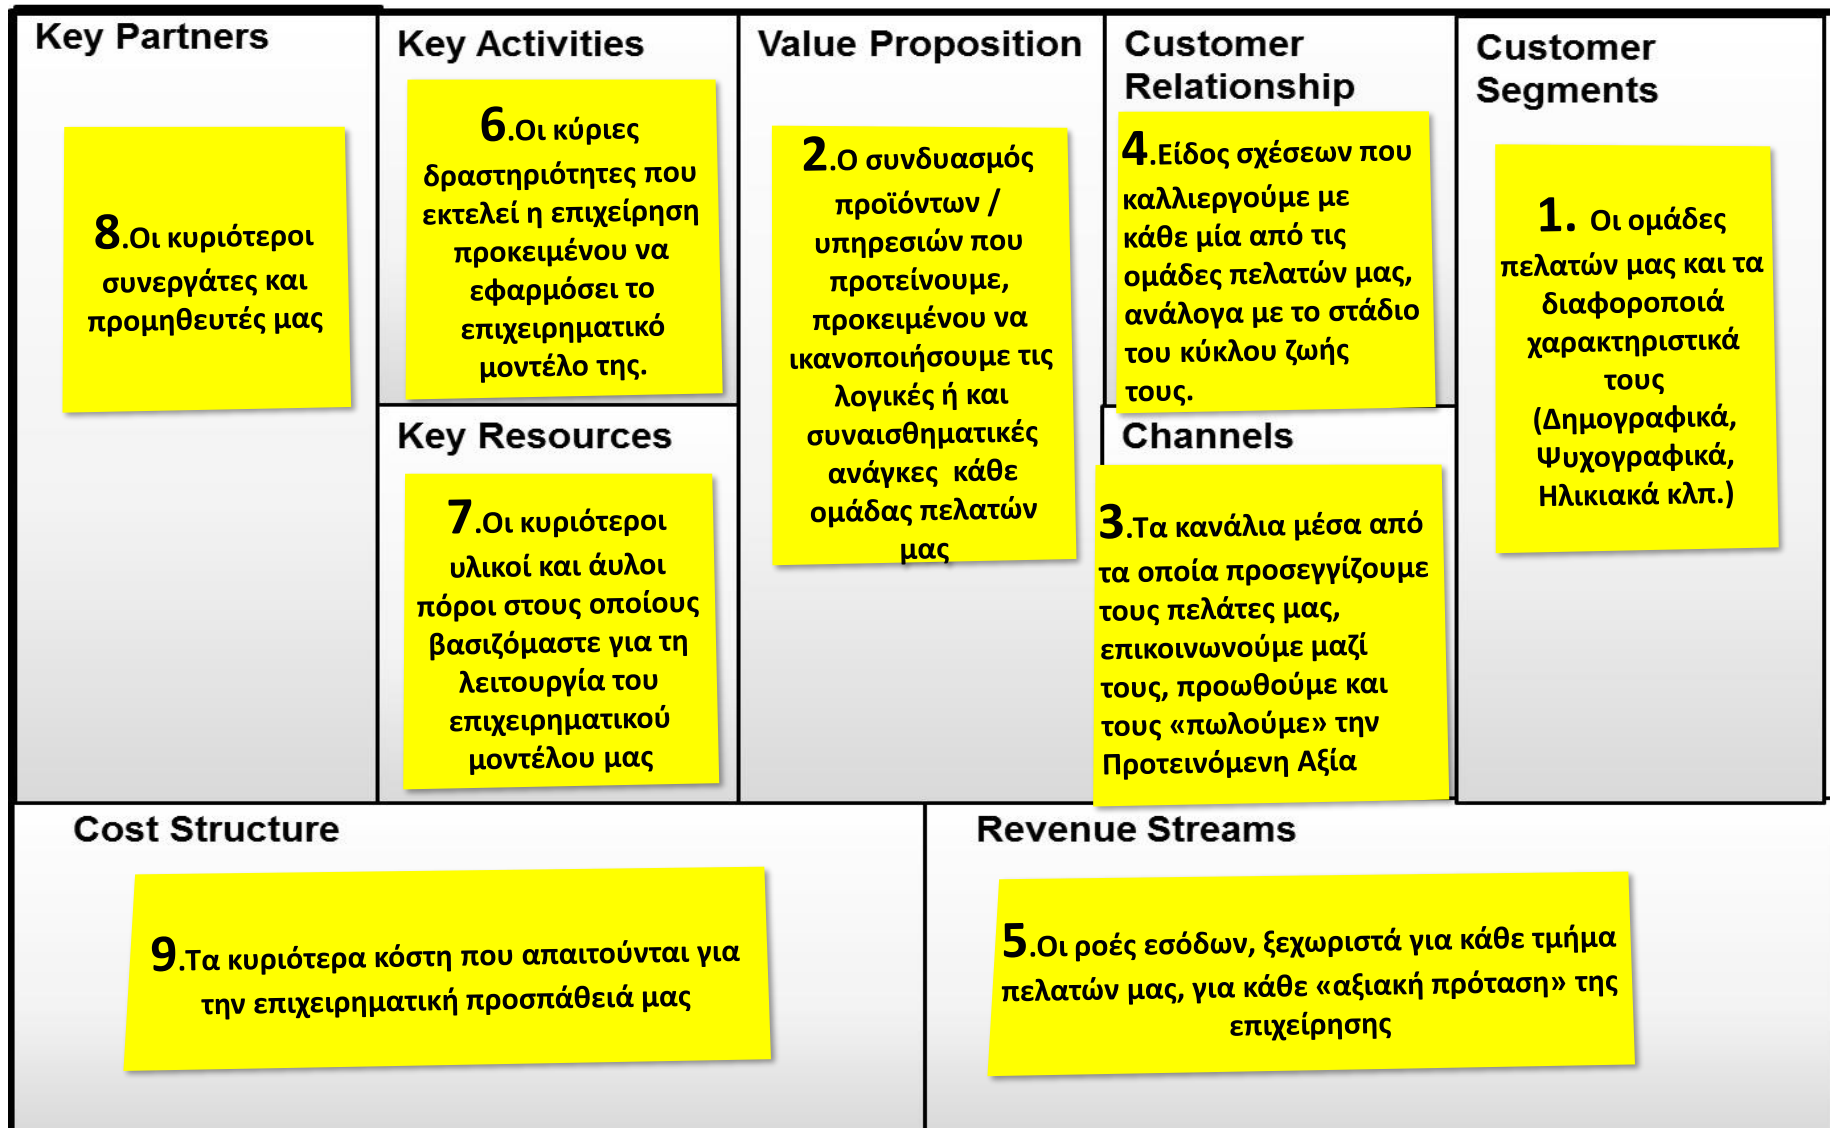 Key Partners
8.Οι κυριότεροι
συνεργάτες και
προμηθευτές μας
Key Activities
6.Οι κύριες
δραστηριότητες που
εκτελεί η επιχείρηση
προκειμένου να
εφαρμόσει το
επιχειρηματικό
μοντέλο της.
Key Resources
7.Οι κυριότεροι
υλικοί και άυλοι
πόροι στους οποίους
βασιζόμαστε για τη
λειτουργία του
επιχειρηματικού
μοντέλου μας
Value Proposition
2.Ο συνδυασμός
προϊόντων /
υπηρεσιών που
προτείνουμε,
προκειμένου να
ικανοποιήσουμε τις
λογικές ή και
συναισθηματικές
ανάγκες κάθε
ομάδας πελατών
μας
Customer
Relationship
4.Είδος σχέσεων που
καλλιεργούμε με
κάθε μία από τις
ομάδες πελατών μας,
ανάλογα με το στάδιο
του κύκλου ζωής
τους.
Channels
3.Τα κανάλια μέσα από
τα οποία προσεγγίζουμε
τους πελάτες μας,
επικοινωνούμε μαζί
τους, προωθούμε και
τους «πωλούμε» την
Προτεινόμενη Αξία
Customer
Segments
1. Οι ομάδες
πελατών μας και τα
διαφοροποιά
χαρακτηριστικά
τους
(Δημογραφικά,
Ψυχογραφικά,
Ηλικιακά κλπ.)
Cost Structure
9.Τα κυριότερα κόστη που απαιτούνται για
την επιχειρηματική προσπάθειά μας
Revenue Streams
5.Οι ροές εσόδων, ξεχωριστά για κάθε τμήμα
πελατών μας, για κάθε «αξιακή πρόταση» της
επιχείρησης